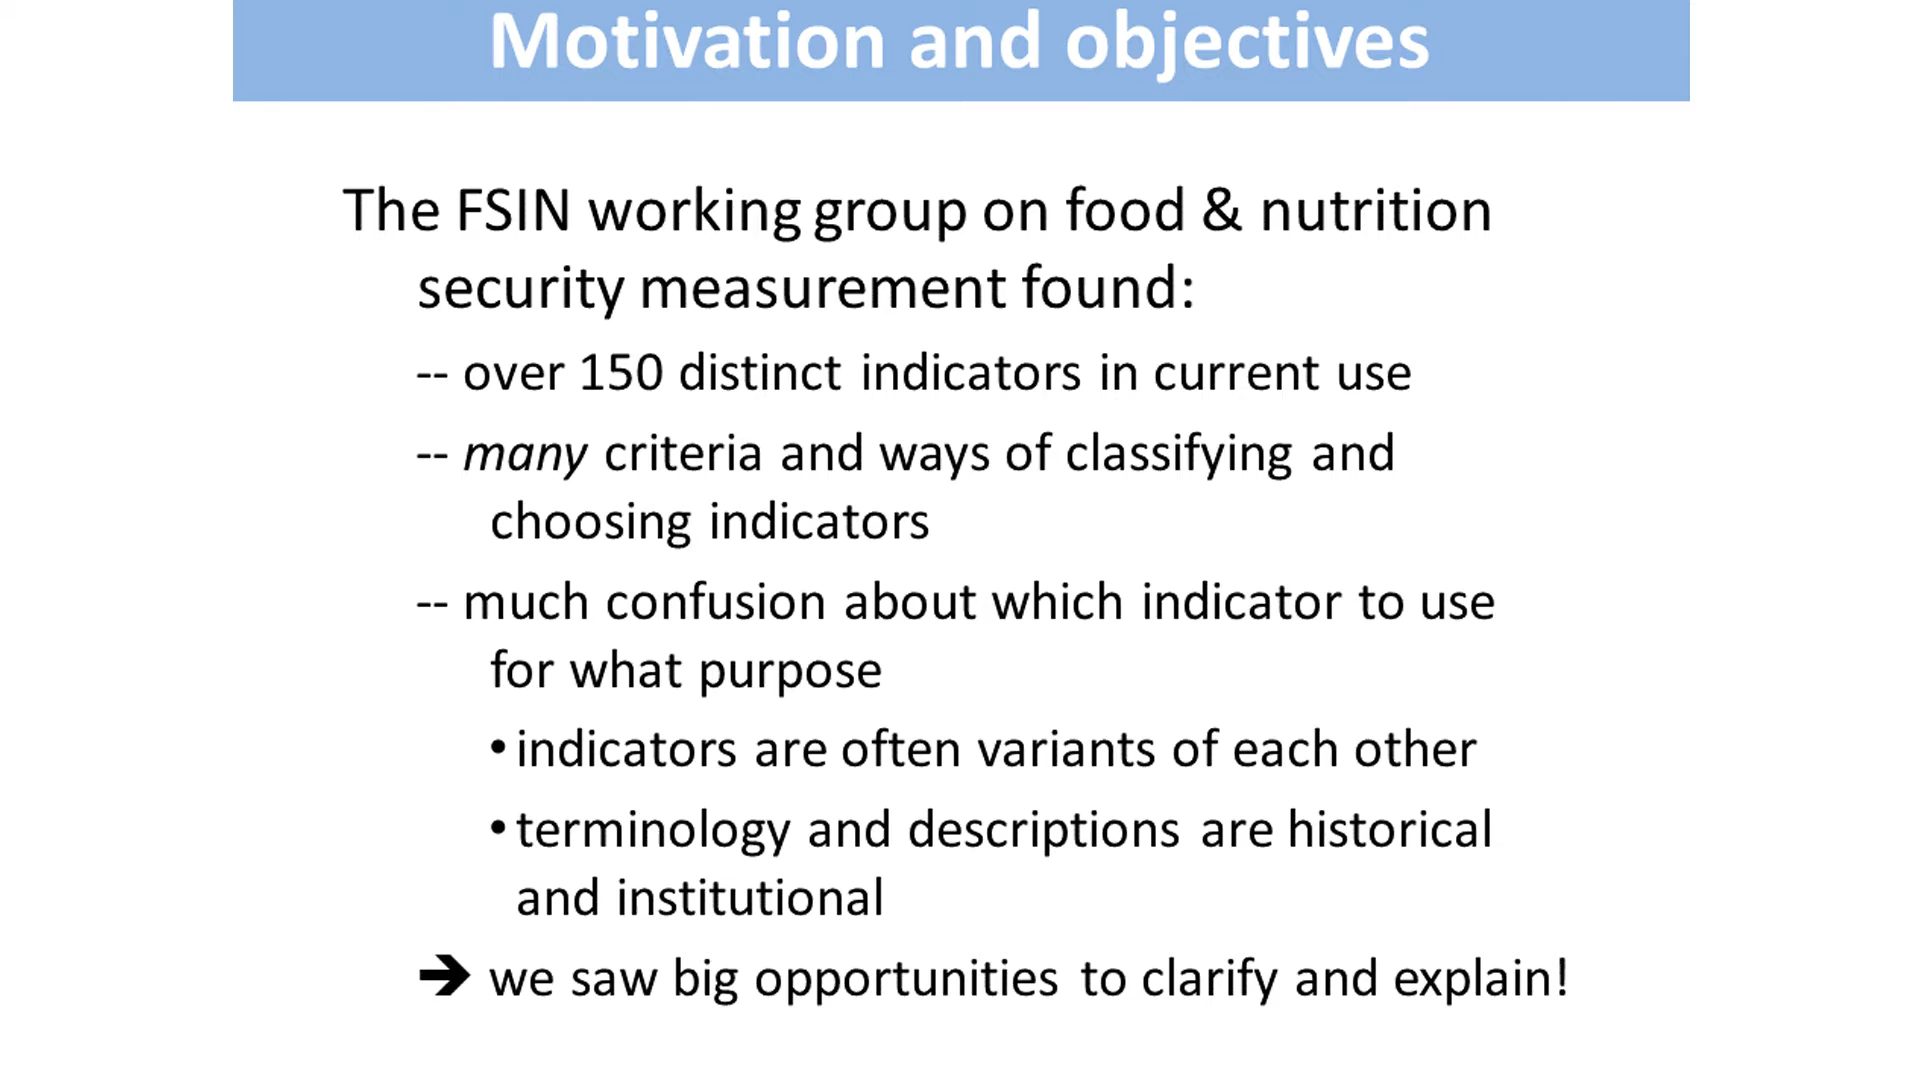 Motivation and objectives
The FSIN working group on food & nutrition
security measurement found:
-- over 150 distinct indicators in current use
-- many criteria and ways of classifying and
choosing indicators
-- much confusion about which indicator to use
for what purpose
• indicators are often variants of each other
• terminology and descriptions are historical
and institutional
➔ we saw big opportunities to clarify and explain!